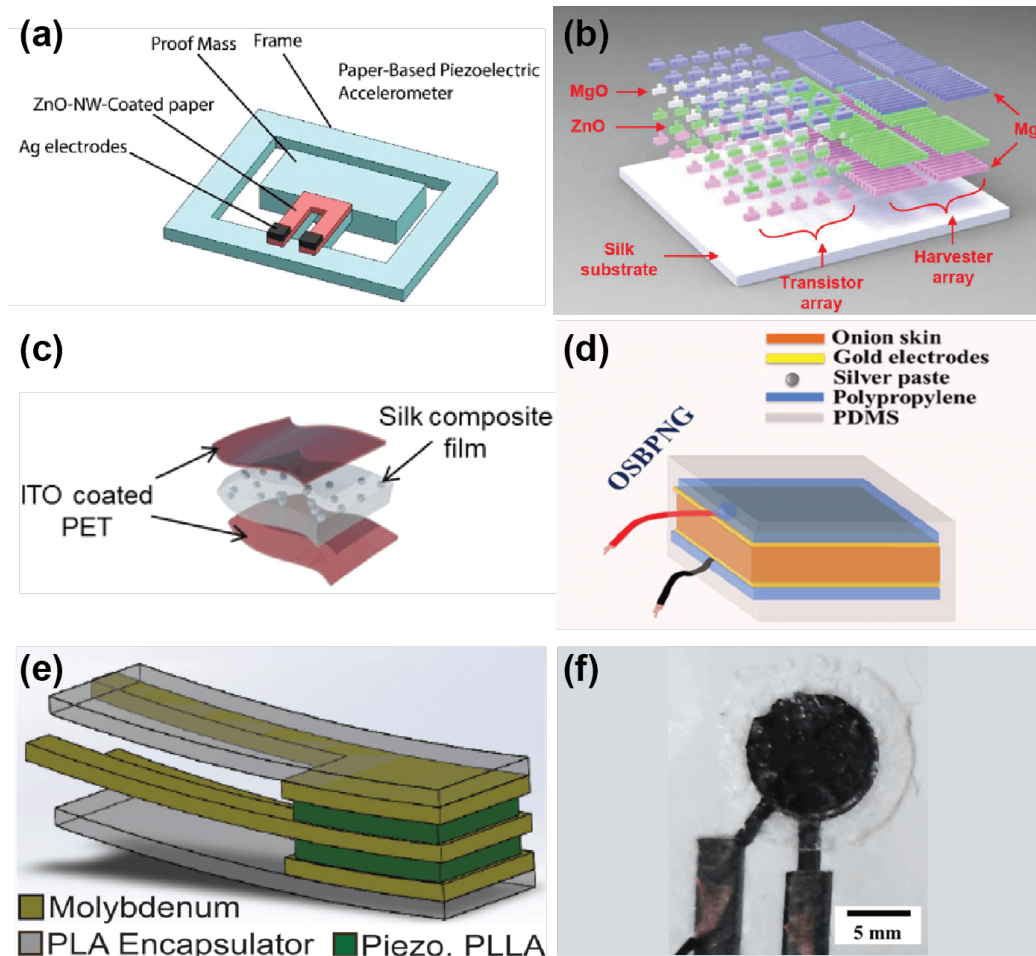 (a)
Proof Mass
Frame
Paper-Based Piezoelectric
Accelerometer
ZnO-NW-Coated paper
Ag electrodes
(b)
MgO
ZnO
Mg
Silk
substrate
Transistor
array
Harvester
array
(c)
Silk composite
film
ITO coated
PET
(d)
Onion skin
Gold electrodes
Silver paste
Polypropylene
PDMS
OSBPNG
(e)
Molybdenum
PLA Encapsulator
Piezo. PLLA
(f)
5 mm